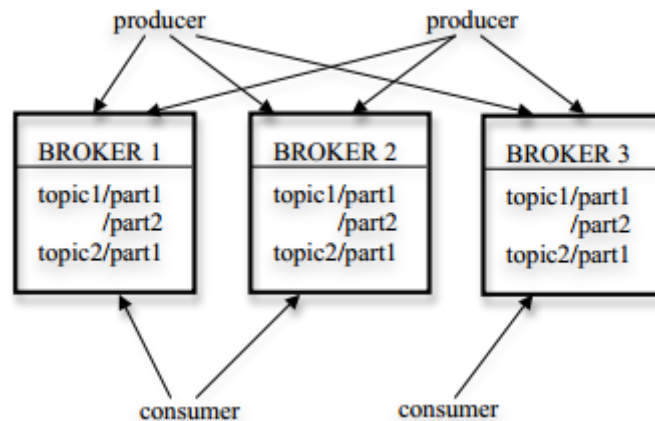 producer
producer
BROKER 1
topic1/part1
/part2
topic2/part1
BROKER 2
topic1/part1
/part2
topic2/part1
BROKER 3
topic1/part1
/part2
topic2/part1
consumer
consumer